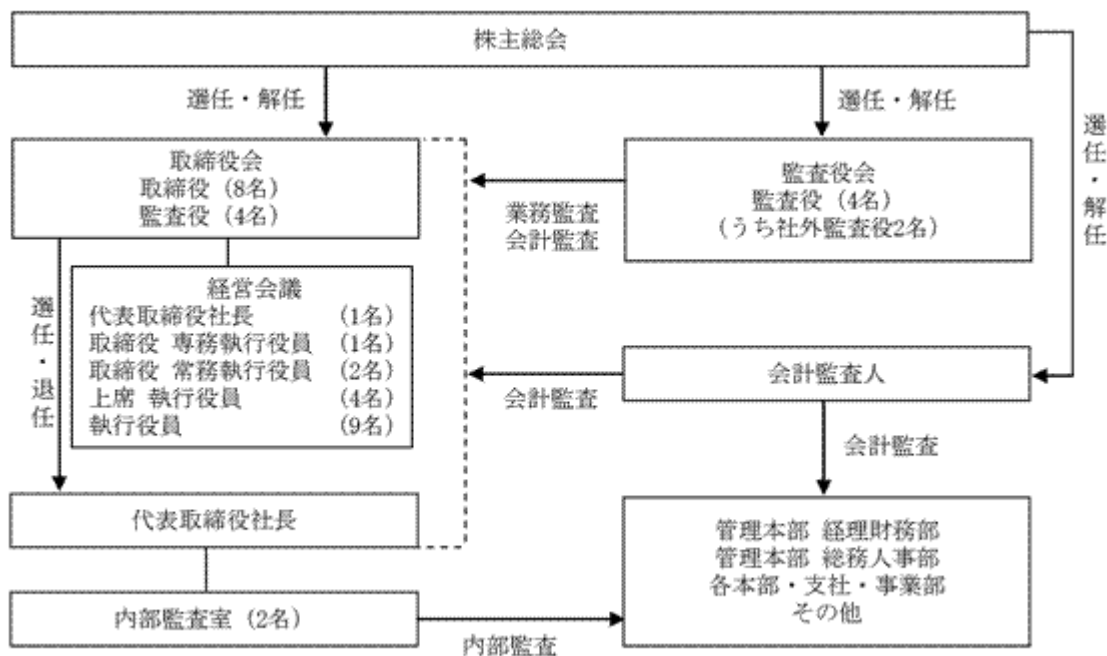 株主総会
選任・解任
選任・解任
選任・解任
取締役会
取締役 (8名)
監査役 (4名)
監査役会
監査役 (4名)
(うち社外監査役2名)
業務監査
会計監査
選任・退任
経営会議
代表取締役社長 (1名)
取締役 専務執行役員 (1名)
取締役 常務執行役員 (2名)
上席 執行役員 (4名)
執行役員 (9名)
会計監査人
会計監査
会計監査
代表取締役社長
管理本部 経理財務部
管理本部 総務人事部
各本部・支社・事業部
その他
内部監査室 (2名)
内部監査